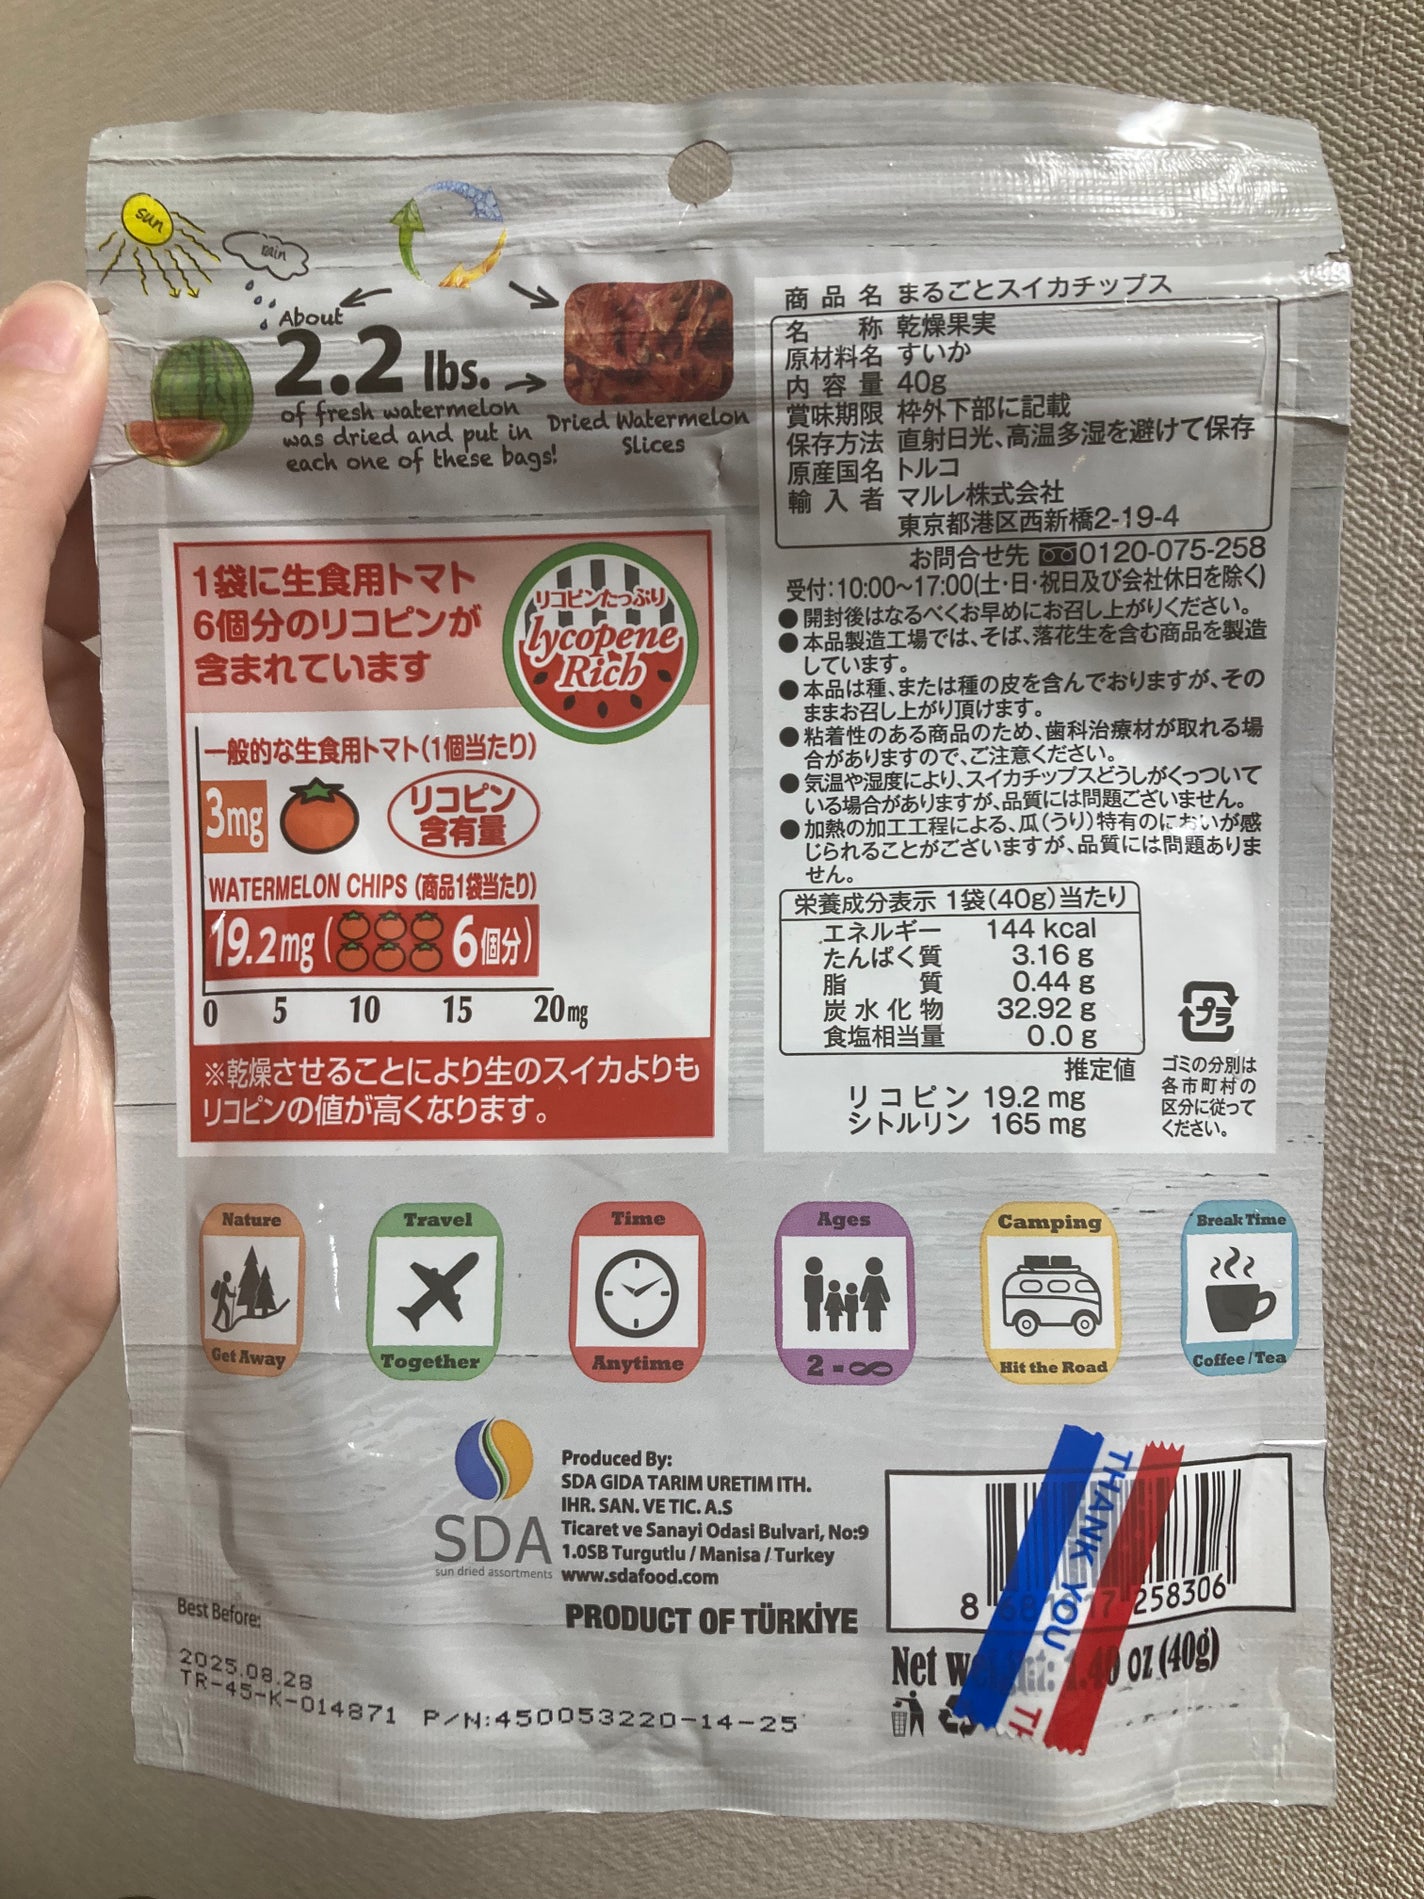 sun
rain
About
2.2 lbs.
of fresh watermelon
was dried and put in
each one of these bags!
Dried Watermelon
Slices
商品名 まるごとスイカチップス
名称 乾燥果実
原材料名 すいか
内容量 40g
賞味期限 枠外下部に記載
保存方法 直射日光、高温多湿を避けて保存
原産国名 トルコ
輸入者 マルレ株式会社
東京都港区西新橋2-19-4
お問合せ先 0120-075-258
受付:10:00~17:00(土・日・祝日及び会社休日を除く)
●開封後はなるべくお早めにお召し上がりください。
●本品製造工場では、そば、落花生を含む商品を製造
しています。
●本品は種、または種の皮を含んでおりますが、その
ままお召し上がり頂けます。
●粘着性のある商品のため、歯科治療材が取れる場
合がありますので、ご注意ください。
●気温や湿度により、スイカチップスどうしがくっついて
いる場合がありますが、品質には問題ございません。
●加熱の加工工程による、瓜(うり)特有のにおいが感
じられることがございますが、品質には問題ありま
せん。
栄養成分表示 1袋(40g)当たり
エネルギー 144 kcal
たんぱく質 3.16 g
脂質 0.44 g
炭水化物 32.92 g
食塩相当量 0.0 g
推定値
リコピン 19.2 mg
シトルリン 165 mg
プラ
ゴミの分別は
各市町村の
区分に従って
ください。
1袋に生食用トマト
6個分のリコピンが
含まれています
リコピンたっぷり
lycopene
Rich
一般的な生食用トマト(1個当たり)
3mg
リコピン
含有量
WATERMELON CHIPS (商品1袋当たり)
19.2mg ( 6個分)
0 5 10 15 20mg
※乾燥させることにより生のスイカよりも
リコピンの値が高くなります。
Nature
Get Away
Travel
Together
Time
Anytime
Ages
2 - ∞
Camping
Hit the Road
Break Time
Coffee / Tea
SDA
sun dried assortments
Produced By:
SDA GIDA TARIM URETIM ITH.
IHR. SAN. VE TIC. A.S
Ticaret ve Sanayi Odasi Bulvari, No:9
1.OSB Turgutlu / Manisa / Turkey
www.sdafood.com
PRODUCT OF TÜRKİYE
Best Before:
2025.08.28
TR-45-K-014871 P/N:450053220-14-25
258306
THANK YOU
TH
Net 1.40 oz (40g)